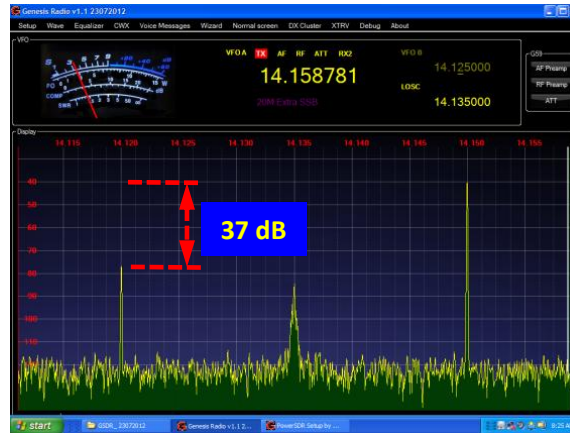 Genesis Radio v1.1 23072012
Setup Wave Equalizer CWX Voice Messages Wizard Normal screen DX Cluster XTRV Debug About
VFO
VFO A TX AF RF ATT RX2
14.158781
20M Extra SSB
VFO B
14.125000
LOSC
14.135000
G59
AF Preamp
RF Preamp
ATT
Display
14.115 14.120 14.125 14.130 14.135 14.140 14.145 14.150 14.155
-40
-50
-60
-70
-80
-90
-100
-110
37 dB
start GSDR_23072012 Genesis Radio v1.1 2... PowerSDR Setup by ... 9:25 A